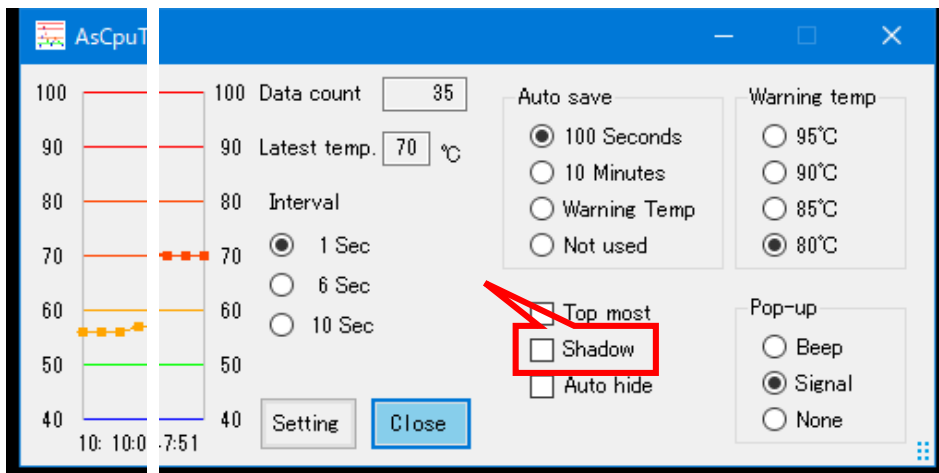 AsCpuT
100 100 Data count 35
90 90 Latest temp. 70 ℃
80 80 Interval
70 70 1 Sec
60 60 6 Sec
50 50 10 Sec
40 40 Setting Close
10: 10:0 :7:51
Auto save
100 Seconds
10 Minutes
Warning Temp
Not used
Top most
Shadow
Auto hide
Warning temp
95℃
90℃
85℃
80℃
Pop-up
Beep
Signal
None